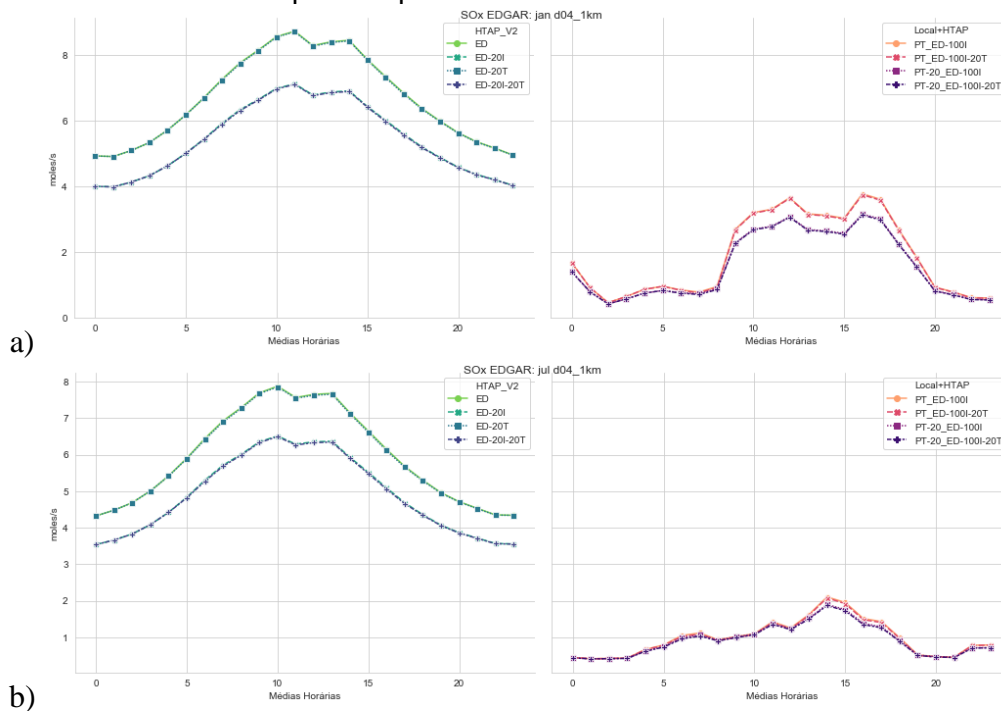 SOx EDGAR: jan d04_1km
HTAP_V2
ED
ED-20I
ED-20T
ED-20I-20T
Local+HTAP
PT_ED-100I
PT_ED-100I-20T
PT-20_ED-100I
PT-20_ED-100I-20T
8
6
4
2
0
moles/s
0 5 10 15 20
Médias Horárias
0 5 10 15 20
Médias Horárias
a)
SOx EDGAR: jul d04_1km
HTAP_V2
ED
ED-20I
ED-20T
ED-20I-20T
Local+HTAP
PT_ED-100I
PT_ED-100I-20T
PT-20_ED-100I
PT-20_ED-100I-20T
8
7
6
5
4
3
2
1
moles/s
0 5 10 15 20
Médias Horárias
0 5 10 15 20
Médias Horárias
b)